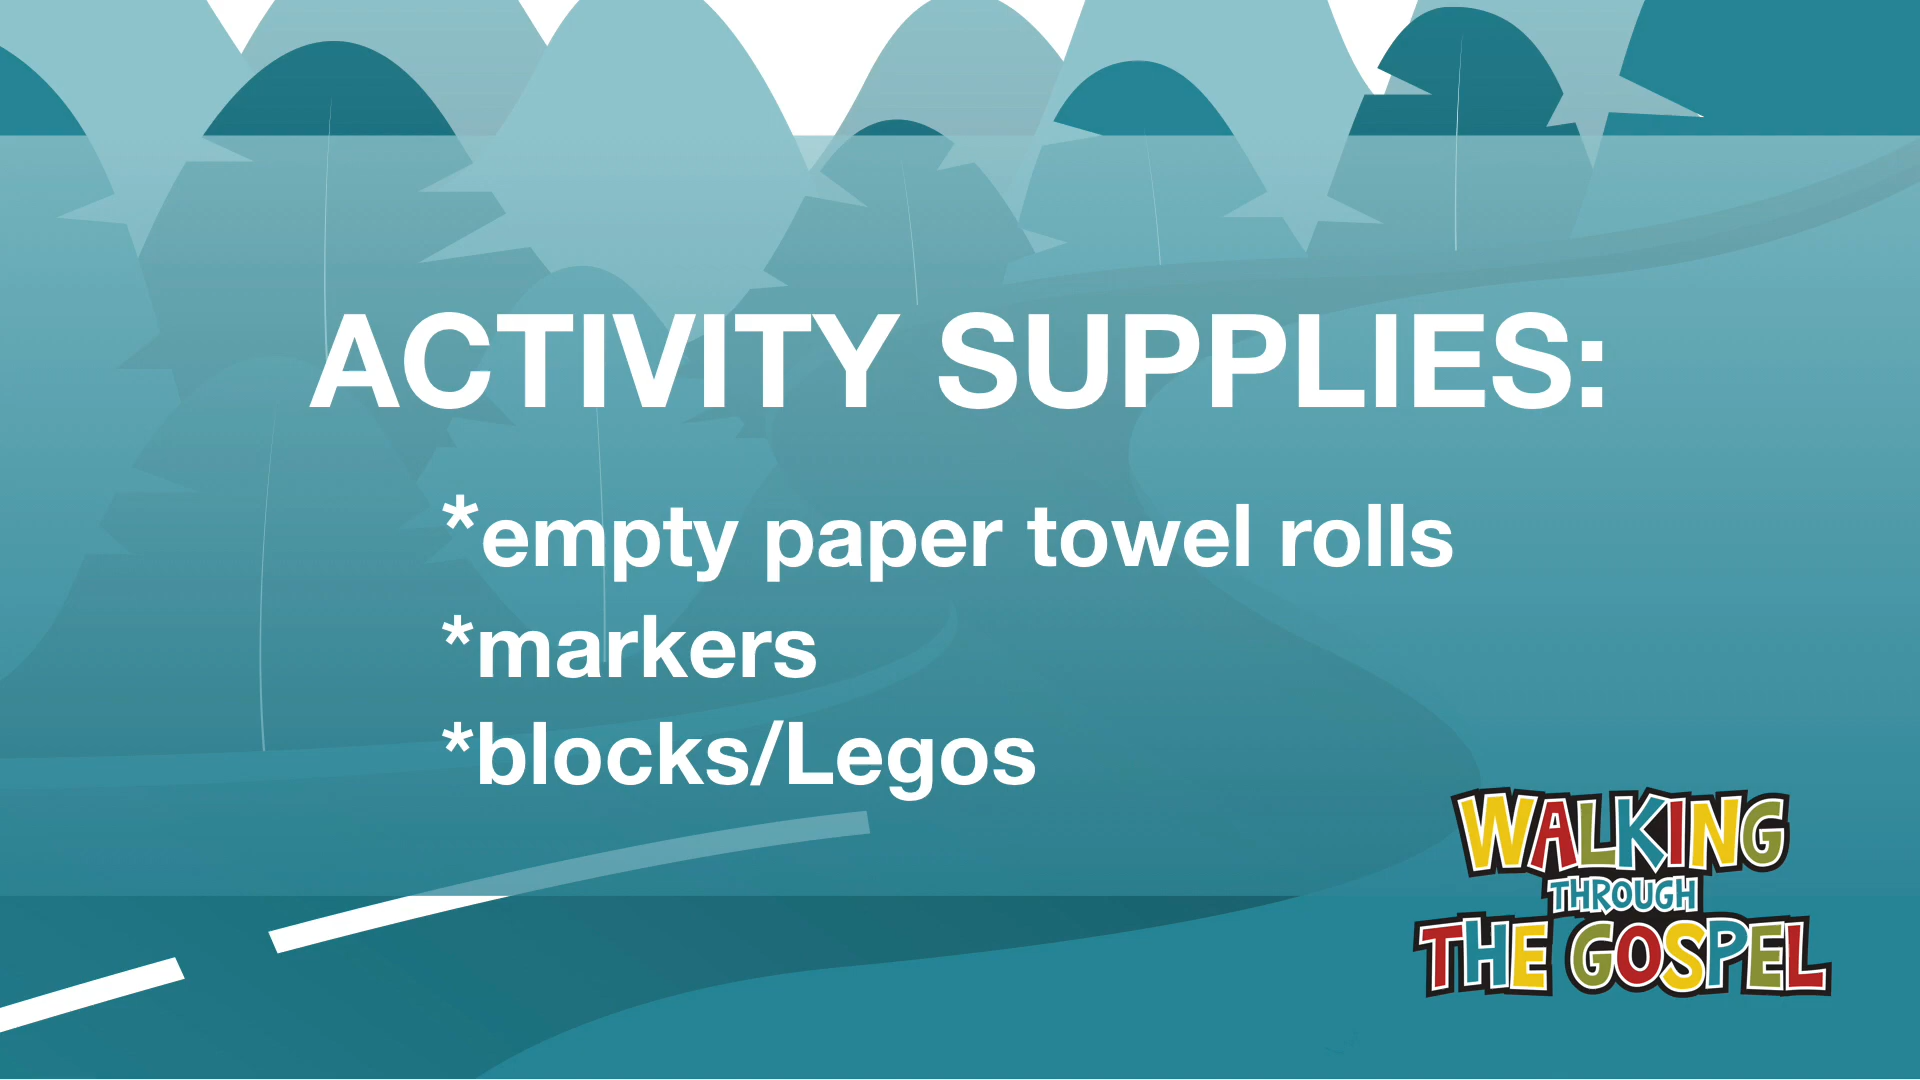 ACTIVITY SUPPLIES:
*empty paper towel rolls
*markers
*blocks/Legos
WALKING
THROUGH
THE GOSPEL